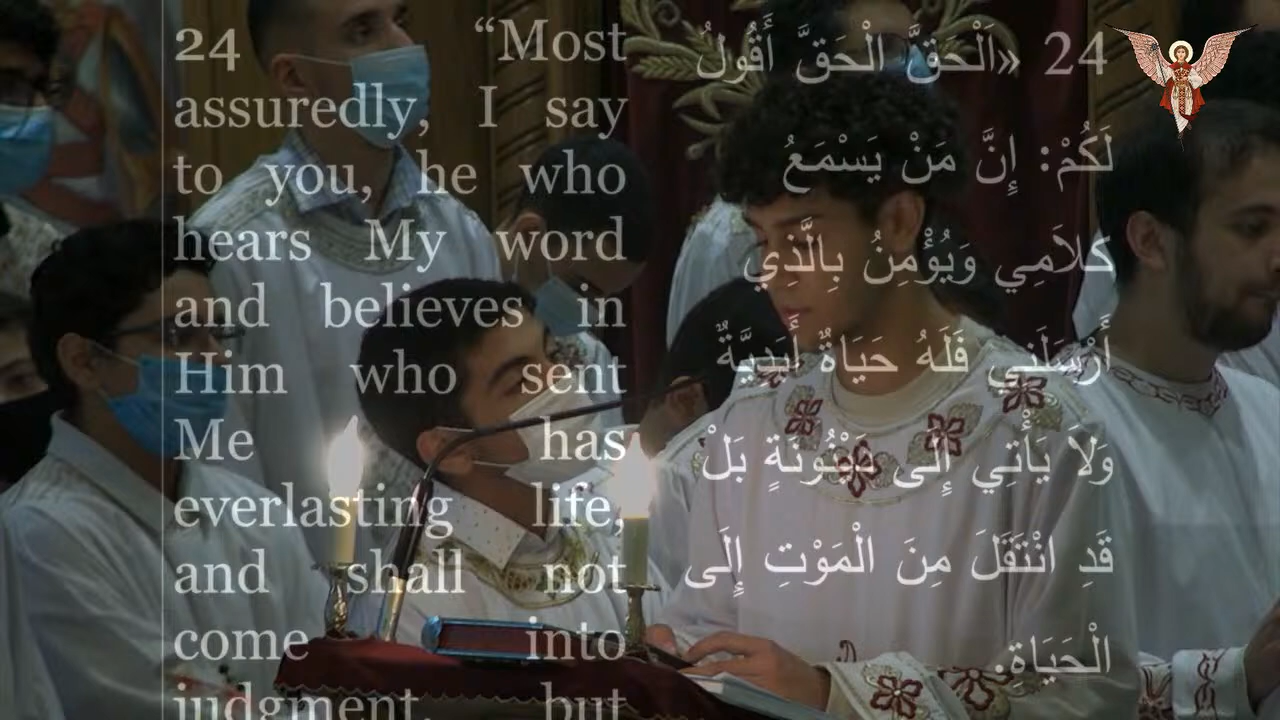 24 “Most
assuredly, I say
to you, he who
hears My word
and believes in
Him who sent
Me has
everlasting life,
and shall not
come into
judgment, but
24 «اَلْحَقَّ الْحَقَّ أَقُولُ
لَكُمْ: إِنَّ مَنْ يَسْمَعُ
كَلاَمِي وَيُؤْمِنُ بِالَّذِي
أَرْسَلَنِي فَلَهُ حَيَاةٌ أَبَدِيَّةٌ
وَلاَ يَأْتِي إِلَى دَيْنُونَةٍ بَلْ
قَدِ انْتَقَلَ مِنَ الْمَوْتِ إِلَى
الْحَيَاةِ.